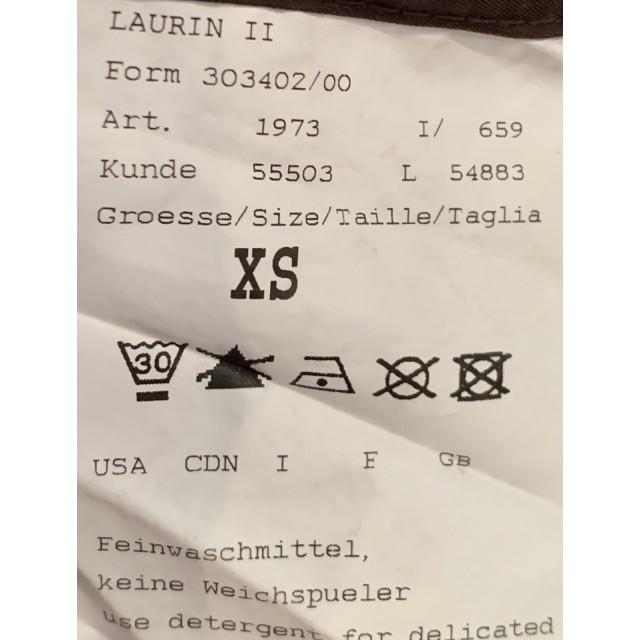 LAURIN II
Form 303402/00
Art. 1973 I/ 659
Kunde 55503 L 54883
Groesse/Size/Taille/Taglia
XS
30
USA CDN I F GB
Feinwaschmittel,
keine Weichspueler
use detergent for delicated